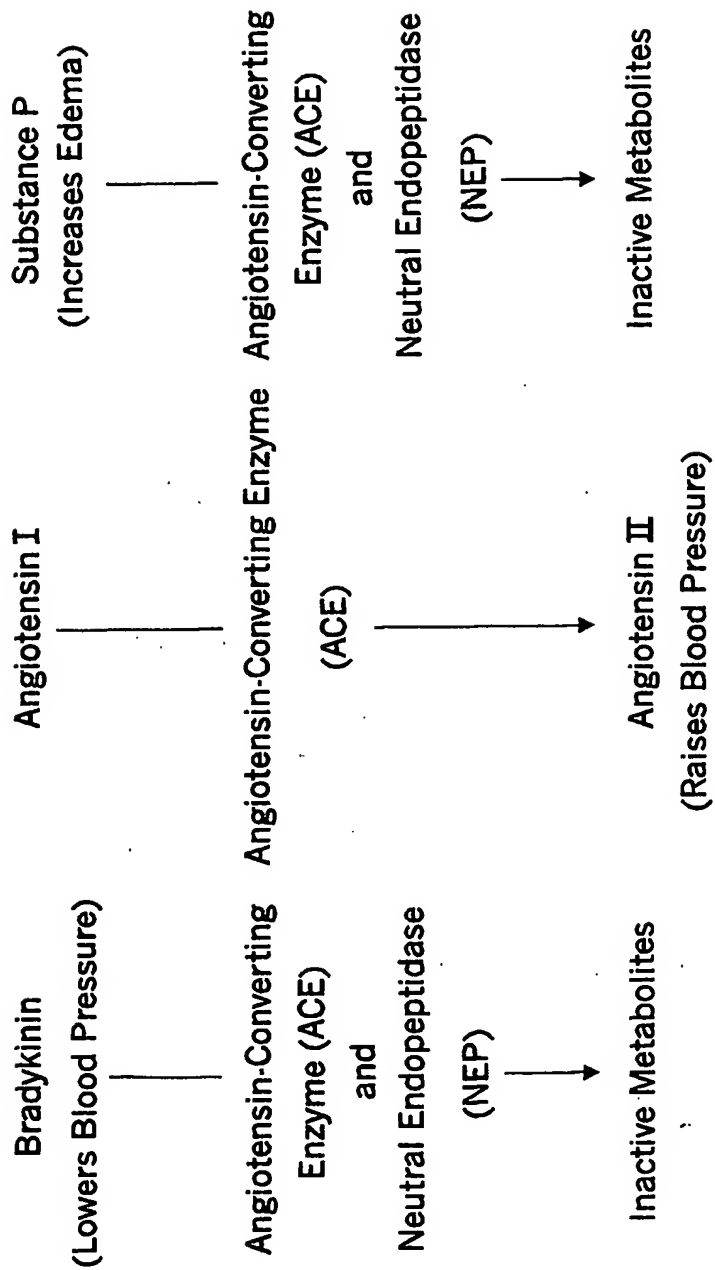 Bradykinin
(Lowers Blood Pressure)
Angiotensin-Converting
Enzyme (ACE)
and
Neutral Endopeptidase
(NEP)
Inactive Metabolites
Angiotensin I
Angiotensin-Converting Enzyme
(ACE)
Angiotensin II
(Raises Blood Pressure)
Substance P
(Increases Edema)
Angiotensin-Converting
Enzyme (ACE)
and
Neutral Endopeptidase
(NEP)
Inactive Metabolites